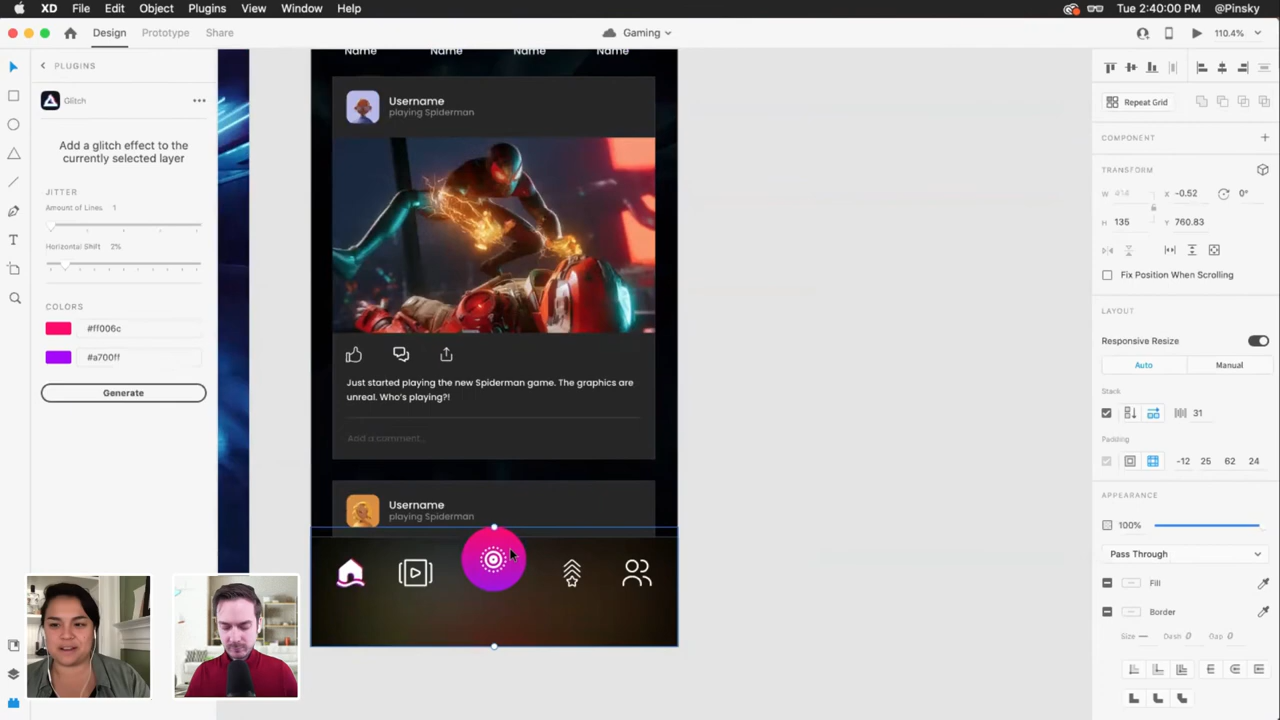 XD File Edit Object Plugins View Window Help
Tue 2:40:00 PM @Pinsky
Design Prototype Share
Gaming
110.4%
PLUGINS
Glitch
Add a glitch effect to the
currently selected layer
JITTER
Amount of Lines 1
Horizontal Shift 2%
COLORS
#ff006c
#a700ff
Generate
Name Name Name Name
Username
playing Spiderman
Just started playing the new Spiderman game. The graphics are
unreal. Who's playing?!
Add a comment...
Username
playing Spiderman
Repeat Grid
COMPONENT
TRANSFORM
W 414 X -0.52 0°
H 135 Y 760.83
Fix Position When Scrolling
LAYOUT
Responsive Resize
Auto Manual
Stack
31
Padding
-12 25 62 24
APPEARANCE
100%
Pass Through
Fill
Border
Size — Dash 0 Gap 0